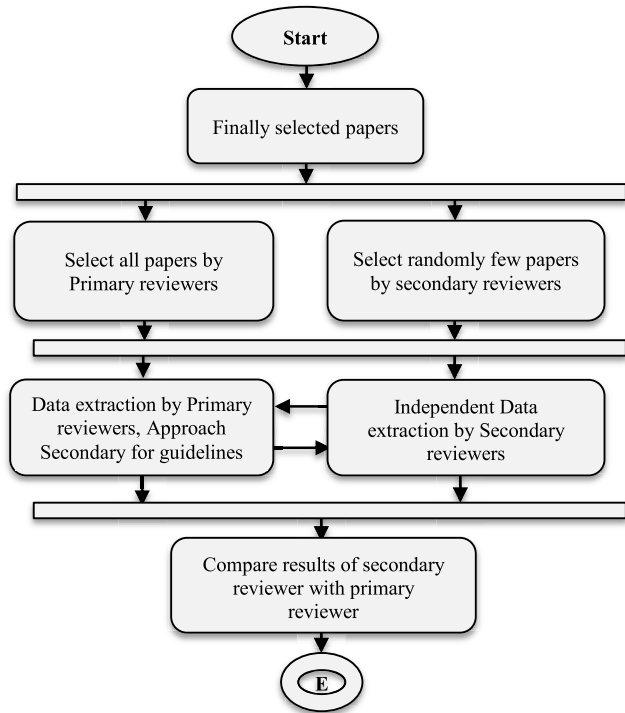 Start
Finally selected papers
Select all papers by
Primary reviewers
Select randomly few papers
by secondary reviewers
Data extraction by Primary
reviewers, Approach
Secondary for guidelines
Independent Data
extraction by Secondary
reviewers
Compare results of secondary
reviewer with primary
reviewer
E